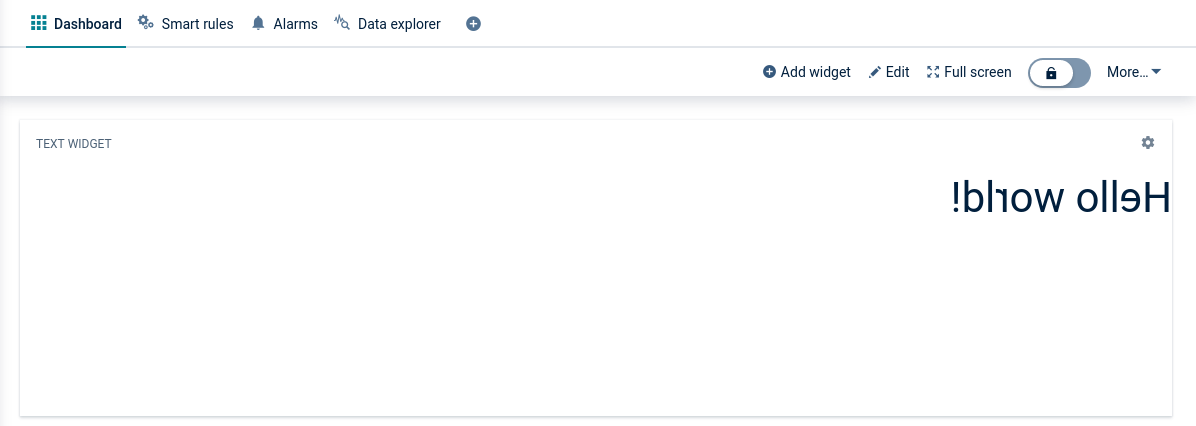 Dashboard Smart rules Alarms Data explorer
Add widget Edit Full screen More...
TEXT WIDGET
Hello world!